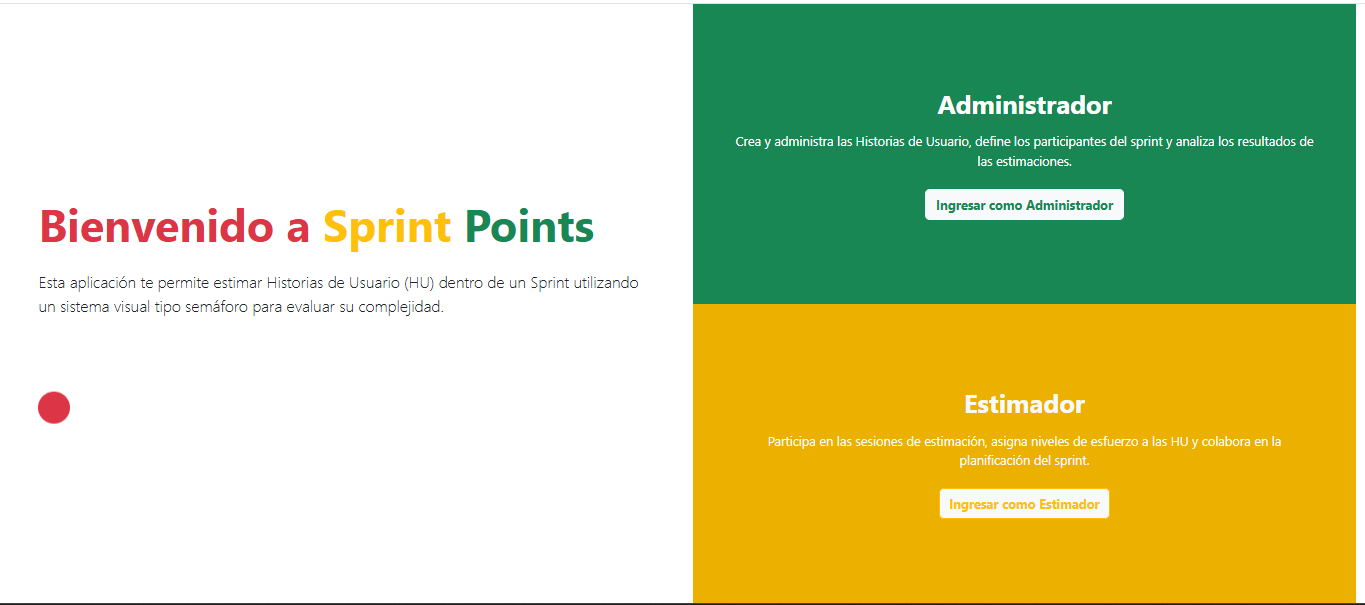 Bienvenido a Sprint Points
Esta aplicación te permite estimar Historias de Usuario (HU) dentro de un Sprint utilizando
un sistema visual tipo semáforo para evaluar su complejidad.
Administrador
Crea y administra las Historias de Usuario, define los participantes del sprint y analiza los resultados de
las estimaciones.
Ingresar como Administrador
Estimador
Participa en las sesiones de estimación, asigna niveles de esfuerzo a las HU y colabora en la
planificación del sprint.
Ingresar como Estimador